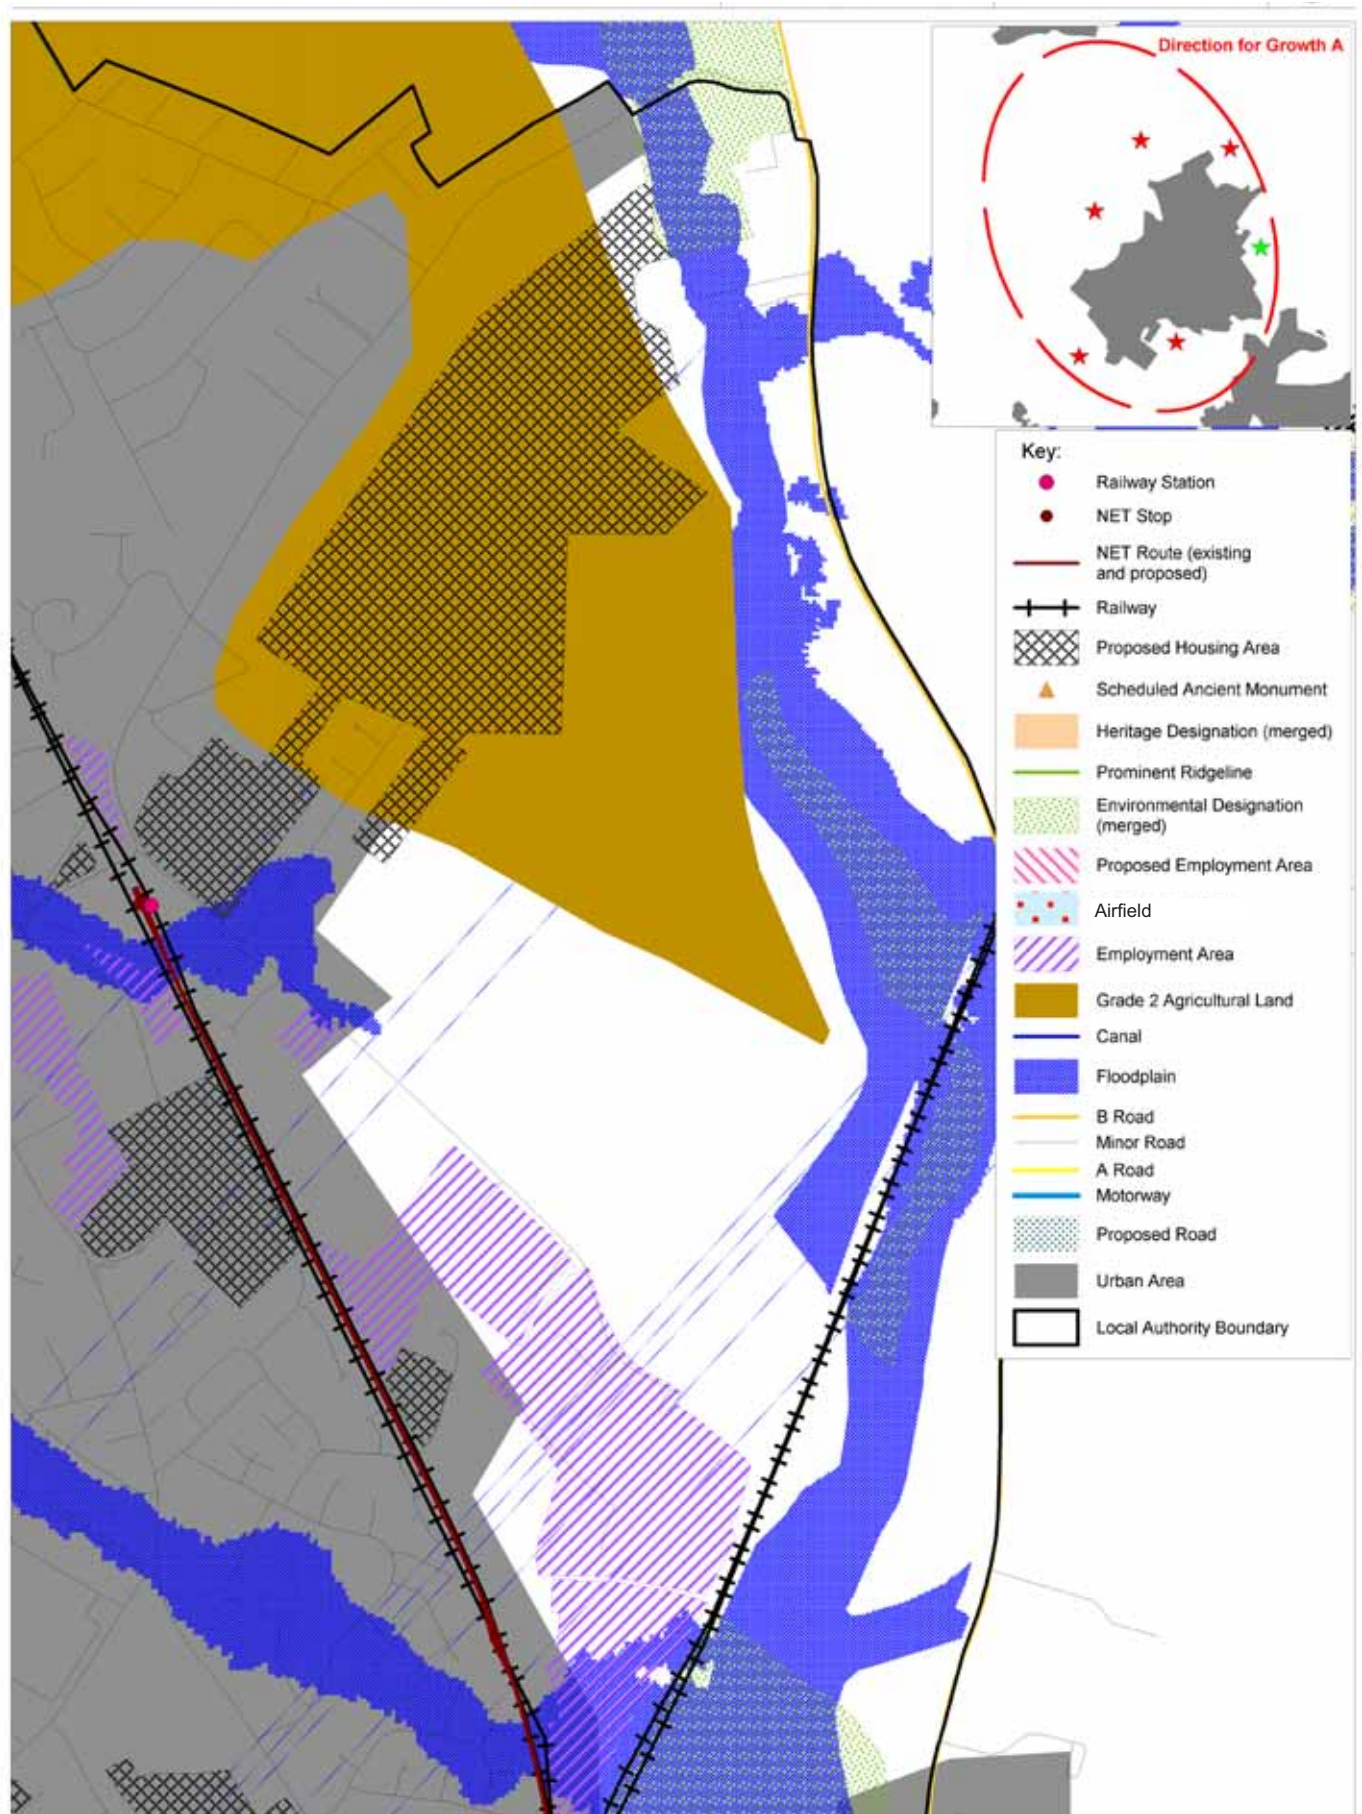 Direction for Growth A
Key:
Railway Station
NET Stop
NET Route (existing
and proposed)
Railway
Proposed Housing Area
Scheduled Ancient Monument
Heritage Designation (merged)
Prominent Ridgeline
Environmental Designation
(merged)
Proposed Employment Area
Airfield
Employment Area
Grade 2 Agricultural Land
Canal
Floodplain
B Road
Minor Road
A Road
Motorway
Proposed Road
Urban Area
Local Authority Boundary